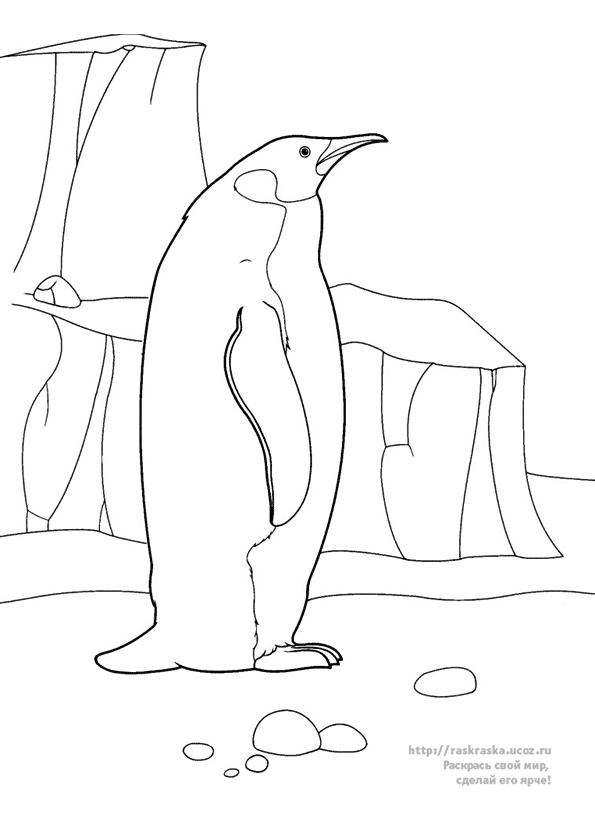 http://raskraska.ucoz.ru
Раскрась свой мир,
сделай его ярче!